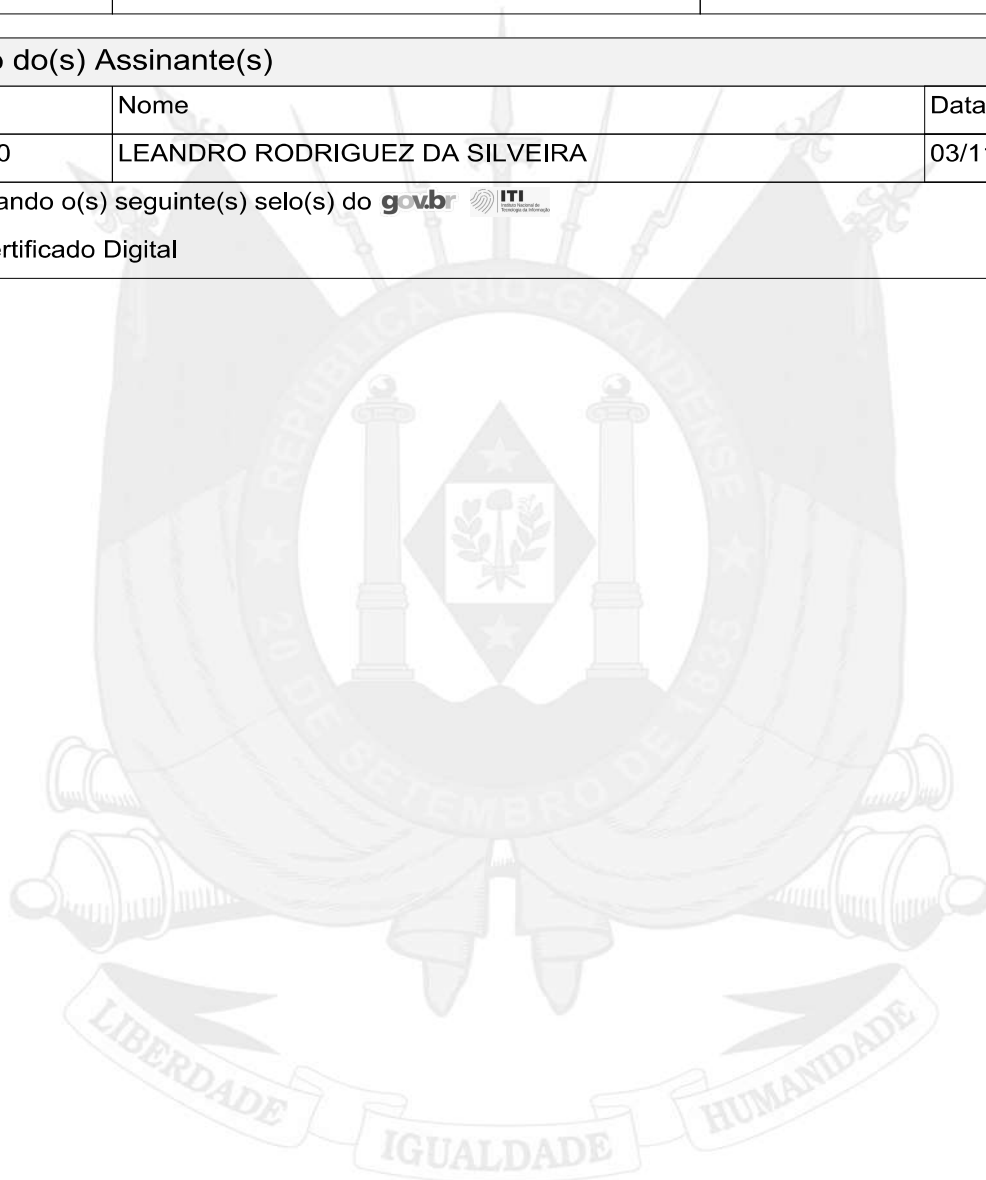 o do(s) Assinante(s)
Nome Data
0 LEANDRO RODRIGUEZ DA SILVEIRA 03/1
ando o(s) seguinte(s) selo(s) do gov.br ITI
ertificado Digital
REPÚBLICA RIO-GRANDENSE
20 DE SETEMBRO DE 1835
LIBERDADE IGUALDADE HUMANIDADE